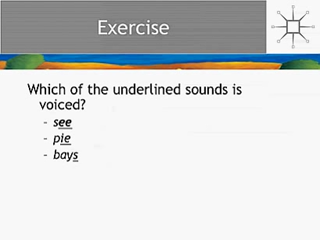 Exercise
Which of the underlined sounds is
voiced?
- see
- pie
- bays